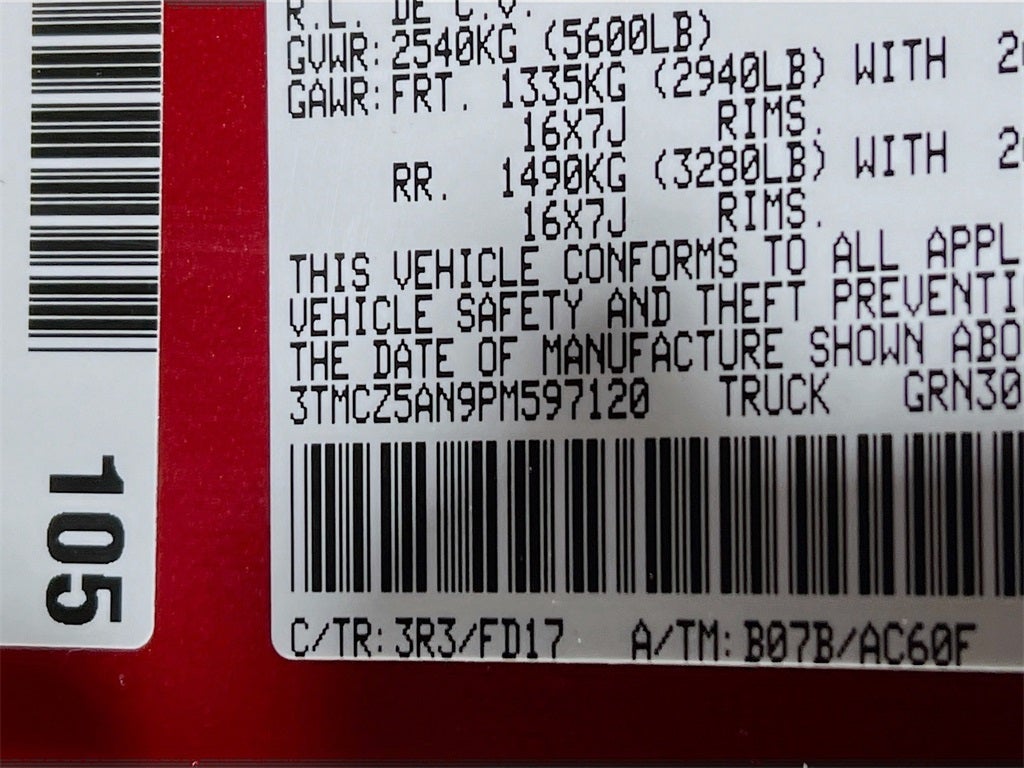 R.L. DE C.V.
GVWR: 2540KG (5600LB)
GAWR: FRT. 1335KG (2940LB) WITH
16X7J RIMS.
RR. 1490KG (3280LB) WITH
16X7J RIMS.
THIS VEHICLE CONFORMS TO ALL APPL
VEHICLE SAFETY AND THEFT PREVENTI
THE DATE OF MANUFACTURE SHOWN ABO
3TMCZ5AN9PM597120 TRUCK GRN30
C/TR: 3R3/FD17 A/TM: B07B/AC60F
105